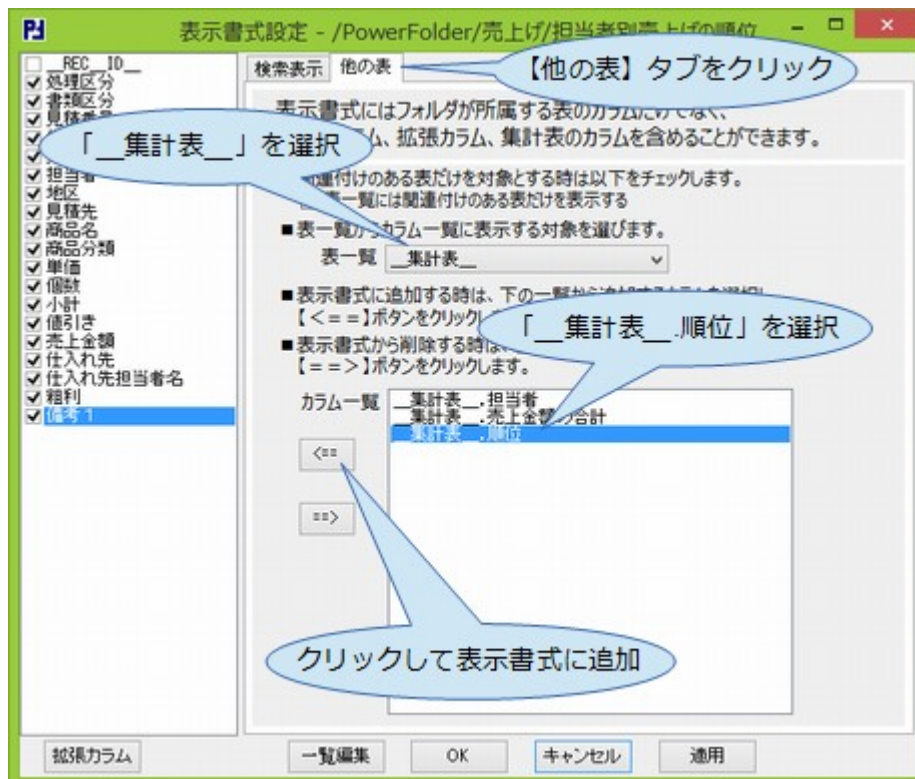 表示書式設定 - /PowerFolder/売上げ/担当者別売上げの順位
__REC_ID__
処理区分
書類区分
見積番号
担当者
地区
見積先
商品名
商品分類
単価
個数
小計
値引き
売上金額
仕入れ先
仕入れ先担当者名
粗利
備考1
検索表示 他の表
【他の表】タブをクリック
表示書式にはフォルダが所属する表のカラムだけでなく、
ム、拡張カラム、集計表のカラムを含めることができます。
「__集計表__」を選択
関連付けのある表だけを対象とする時は以下をチェックします。
一覧には関連付けのある表だけを表示する
■表一覧からカラム一覧に表示する対象を選びます。
表一覧 __集計表__
■表示書式に追加する時は、下の一覧から追加するカラムを選択し
【<==】ボタンをクリックし
「__集計表__.順位」を選択
■表示書式から削除する時は、
【==>】ボタンをクリックします。
カラム一覧
__集計表__.担当者
__集計表__.売上金額の合計
__集計表__.順位
<==
==>
クリックして表示書式に追加
拡張カラム 一覧編集 OK キャンセル 適用